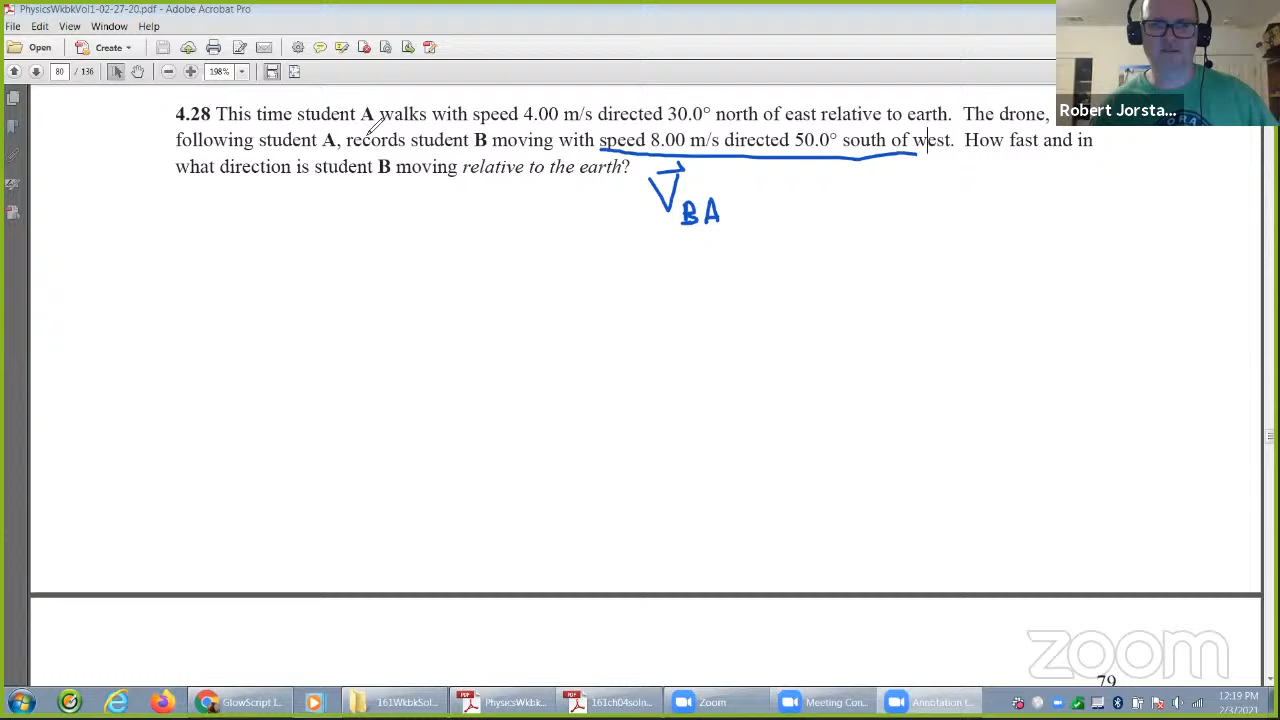 PhysicsWkbkVol1-02-27-20.pdf - Adobe Acrobat Pro
File Edit View Window Help
Open Create
80 / 136 198%
4.28 This time student walks with speed 4.00 m/s directed 30.0° north of east relative to earth. The drone,
following student A, records student B moving with speed 8.00 m/s directed 50.0° south of west. How fast and in
what direction is student B moving relative to the earth?
V BA
Robert Jorsta...
zoom
79
GlowScript I... 161WkbkSol... PhysicsWkbk... 161ch04soln... Zoom Meeting Con... Annotation t...
12:19 PM
2/3/2021